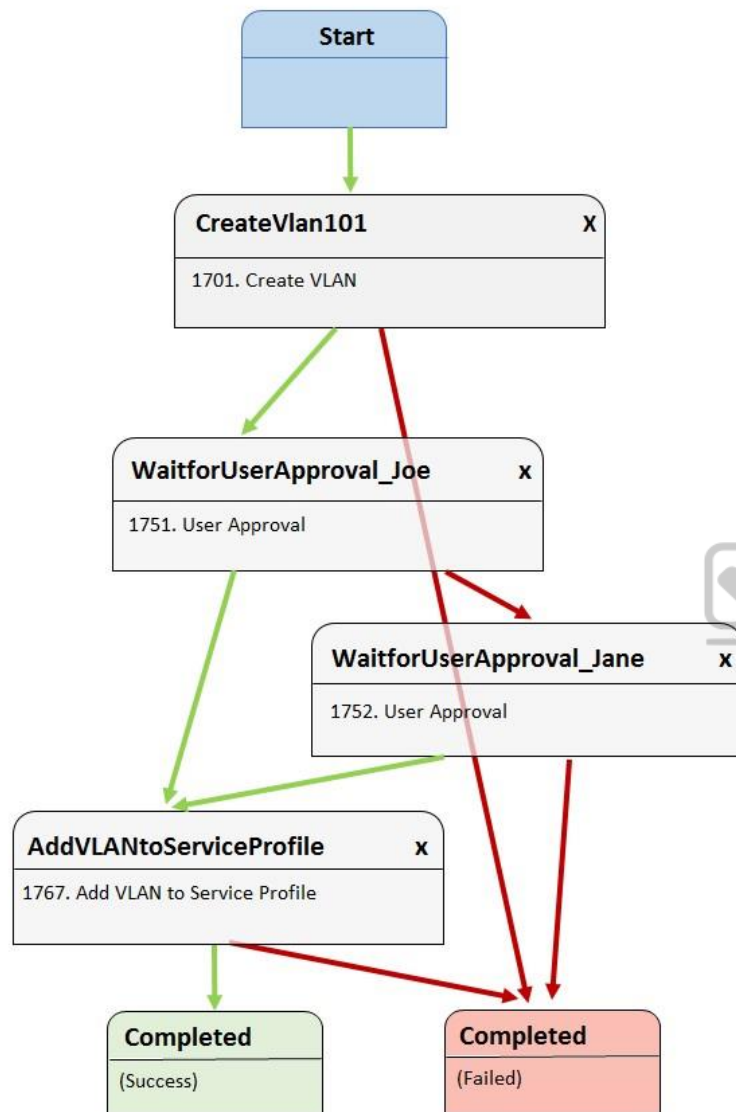 Start
CreateVlan101 X
1701. Create VLAN
WaitforUserApproval_Joe x
1751. User Approval
WaitforUserApproval_Jane x
1752. User Approval
AddVLANtoServiceProfile x
1767. Add VLAN to Service Profile
Completed
(Success)
Completed
(Failed)